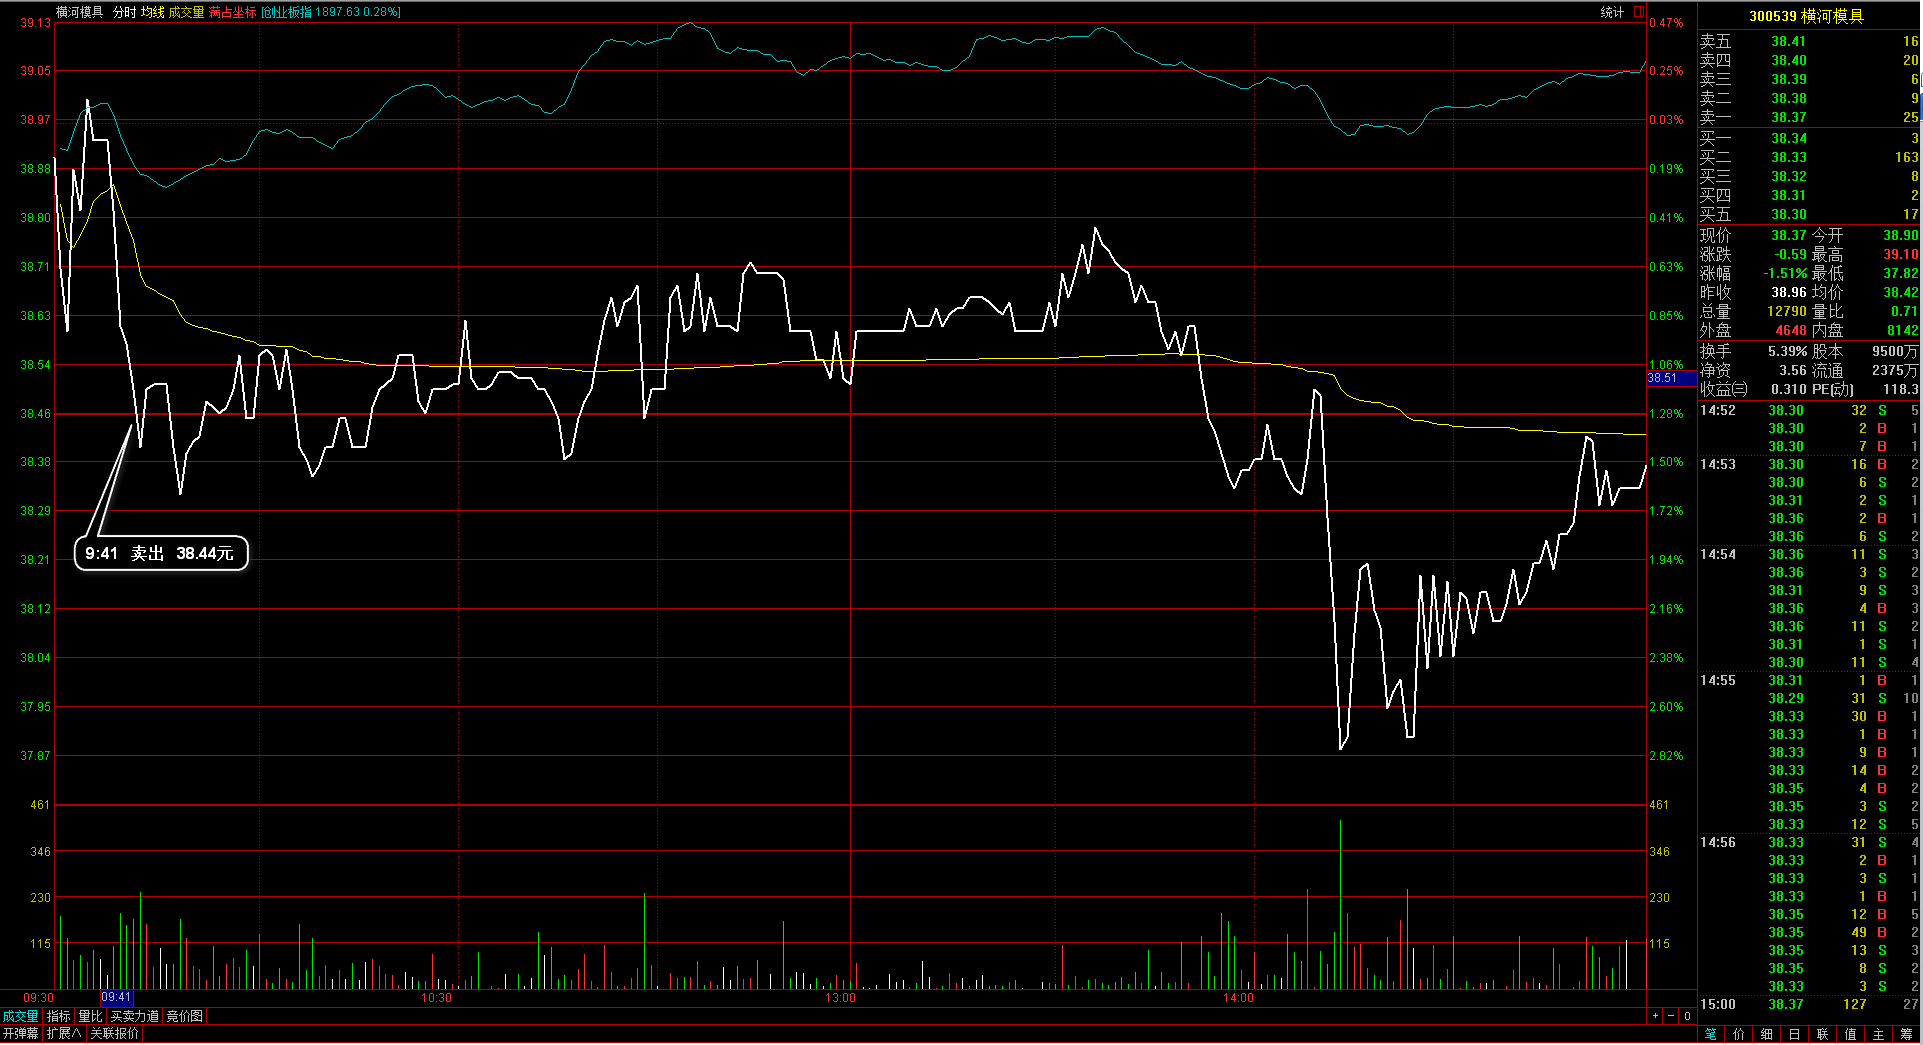 横河模具 分时 均线 成交量 满占坐标 [创业板指 1897.63 0.28%]
统计
39.13 0.47%
39.05 0.25%
38.97 0.03%
38.88 0.19%
38.80 0.41%
38.71 0.63%
38.63 0.85%
38.54 1.06%
38.51
38.46 1.28%
38.38 1.50%
38.29 1.72%
38.21 1.94%
38.12 2.16%
38.04 2.38%
37.95 2.60%
37.87 2.82%
461 461
346 346
230 230
115 115
9:41 卖出 38.44元
09:30 09:41 10:30 13:00 14:00
成交量 指标 量比 买卖力道 竞价图
+ - 0
开弹幕 扩展∧ 关联报价
300539 横河模具
卖五 38.41 16
卖四 38.40 20
卖三 38.39 6
卖二 38.38 9
卖一 38.37 25
买一 38.34 3
买二 38.33 163
买三 38.32 8
买四 38.31 2
买五 38.30 17
现价 38.37 今开 38.90
涨跌 -0.59 最高 39.10
涨幅 -1.51% 最低 37.82
昨收 38.96 均价 38.42
总量 12790 量比 0.71
外盘 4648 内盘 8142
换手 5.39% 股本 9500万
净资 3.56 流通 2375万
收益㈢ 0.310 PE(动) 118.3
14:52 38.30 32 S 5
38.30 2 B 1
38.30 7 B 1
14:53 38.30 16 B 2
38.30 6 S 2
38.31 2 S 1
38.36 2 B 1
38.36 6 S 2
14:54 38.36 11 S 3
38.36 3 S 2
38.31 9 S 3
38.36 4 B 3
38.36 11 S 2
38.31 1 S 1
38.30 11 S 4
14:55 38.31 1 B 1
38.29 31 S 10
38.33 30 B 1
38.33 1 B 1
38.33 9 B 1
38.33 14 B 2
38.35 4 B 2
38.35 3 S 2
38.33 12 S 5
14:56 38.33 31 S 4
38.33 2 B 1
38.33 3 S 1
38.33 1 B 1
38.35 12 B 5
38.35 49 B 2
38.35 13 S 3
38.35 8 S 2
38.33 3 S 2
15:00 38.37 127 27
笔 价 细 日 联 值 主 筹